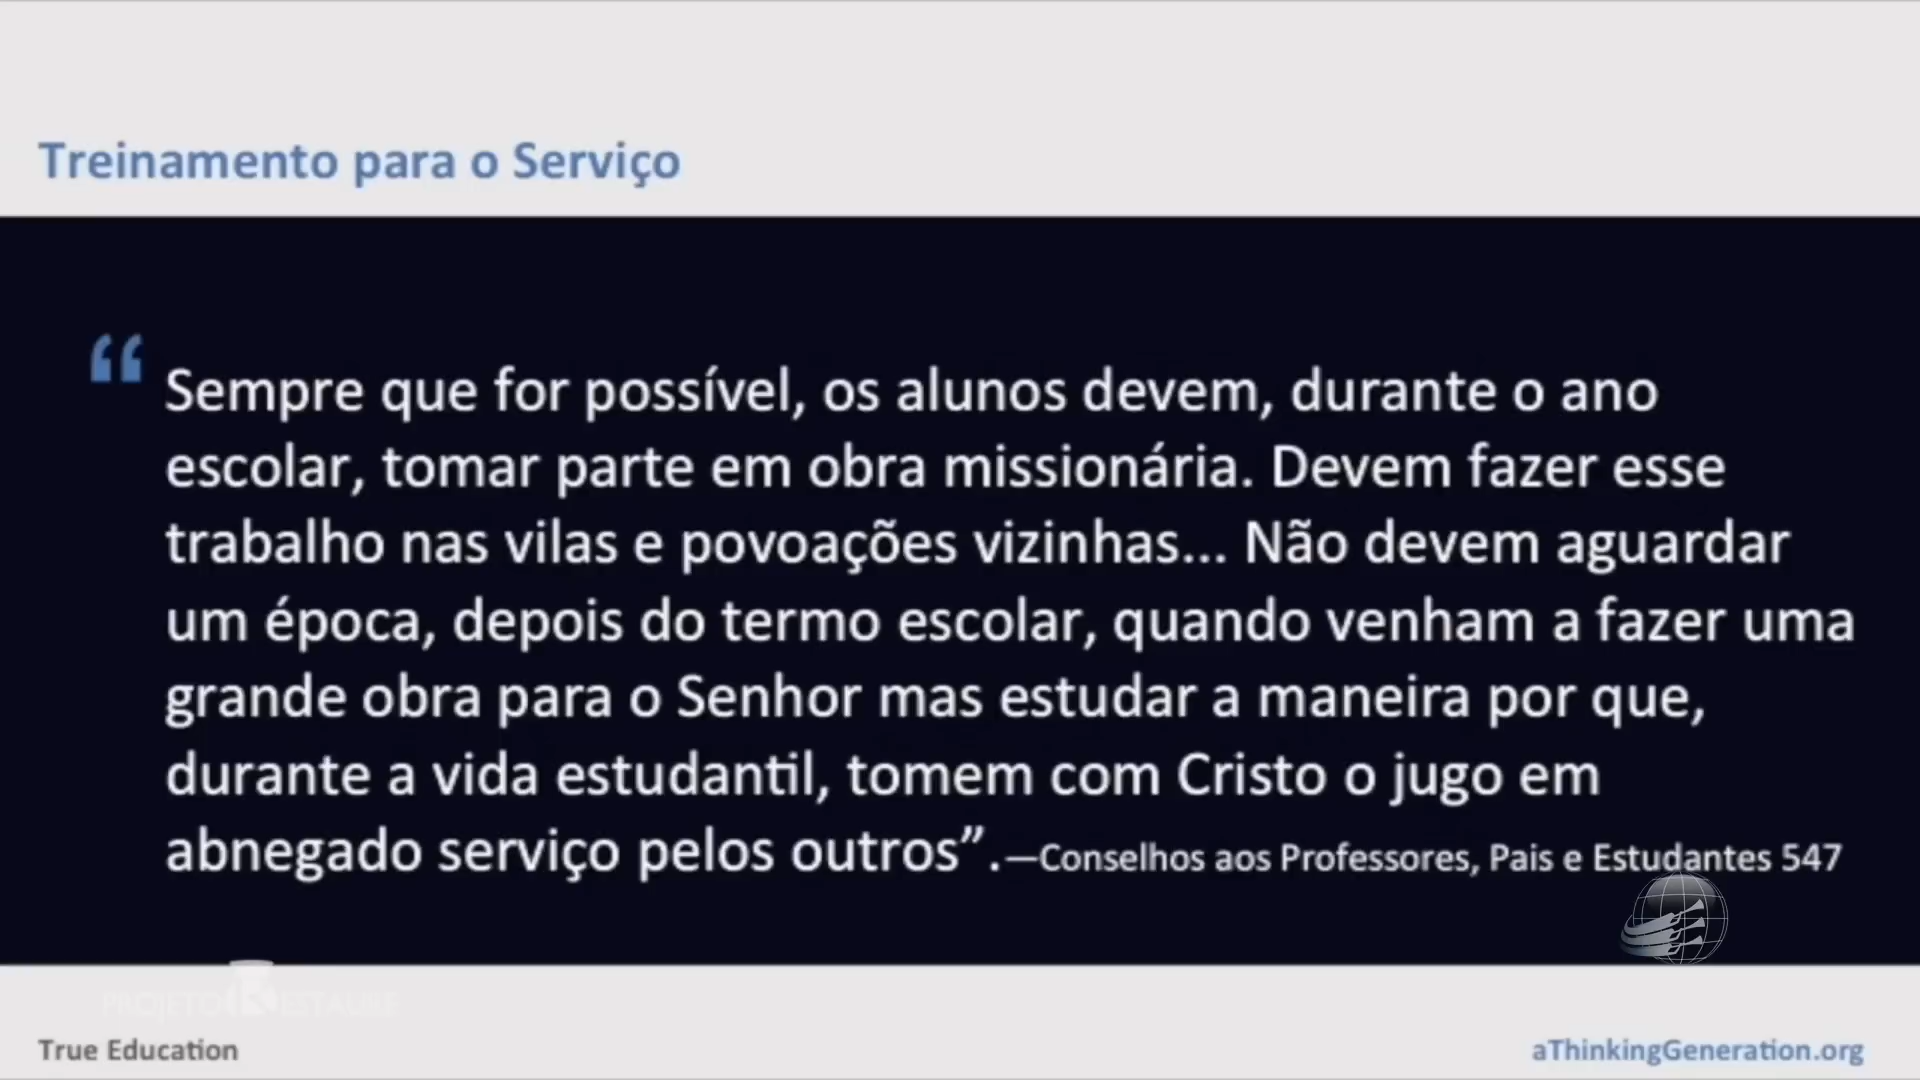 Treinamento para o Serviço
“Sempre que for possível, os alunos devem, durante o ano
escolar, tomar parte em obra missionária. Devem fazer esse
trabalho nas vilas e povoações vizinhas... Não devem aguardar
um época, depois do termo escolar, quando venham a fazer uma
grande obra para o Senhor mas estudar a maneira por que,
durante a vida estudantil, tomem com Cristo o jugo em
abnegado serviço pelos outros”.—Conselhos aos Professores, Pais e Estudantes 547
PROJETO RESTAURE
True Education
aThinkingGeneration.org